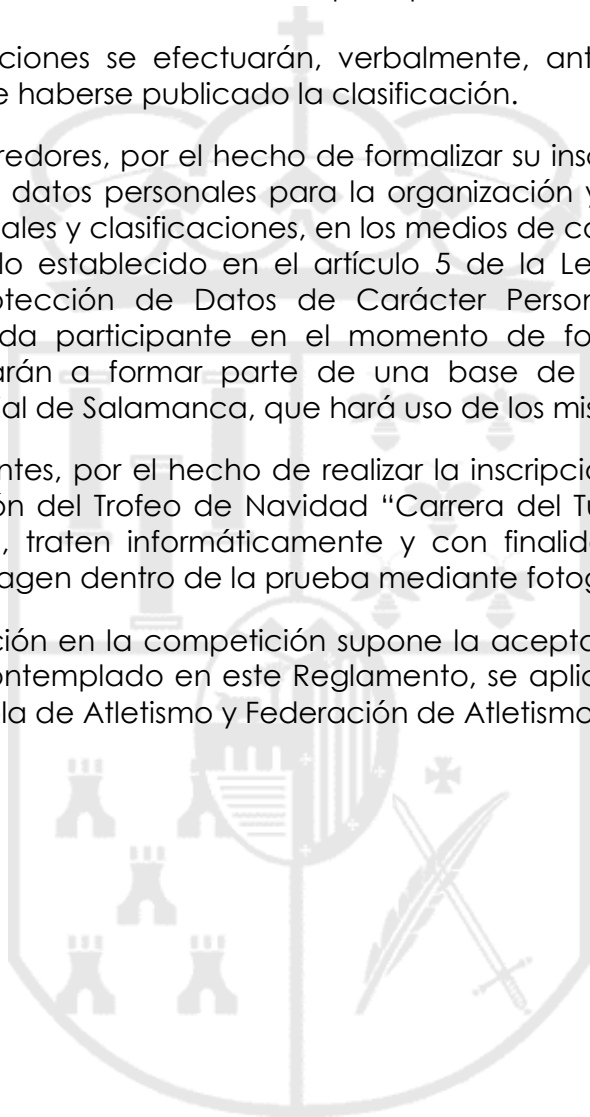 ciones se efectuarán, verbalmente, ant
e haberse publicado la clasificación.
redores, por el hecho de formalizar su ins
datos personales para la organización y
ales y clasificaciones, en los medios de co
lo establecido en el artículo 5 de la Le
otección de Datos de Carácter Person
da participante en el momento de fo
arán a formar parte de una base de
al de Salamanca, que hará uso de los mis
ntes, por el hecho de realizar la inscripció
ón del Trofeo de Navidad “Carrera del Tu
, traten informáticamente y con finalid
agen dentro de la prueba mediante fotog
ción en la competición supone la acepta
ontemplado en este Reglamento, se aplic
la de Atletismo y Federación de Atletismo